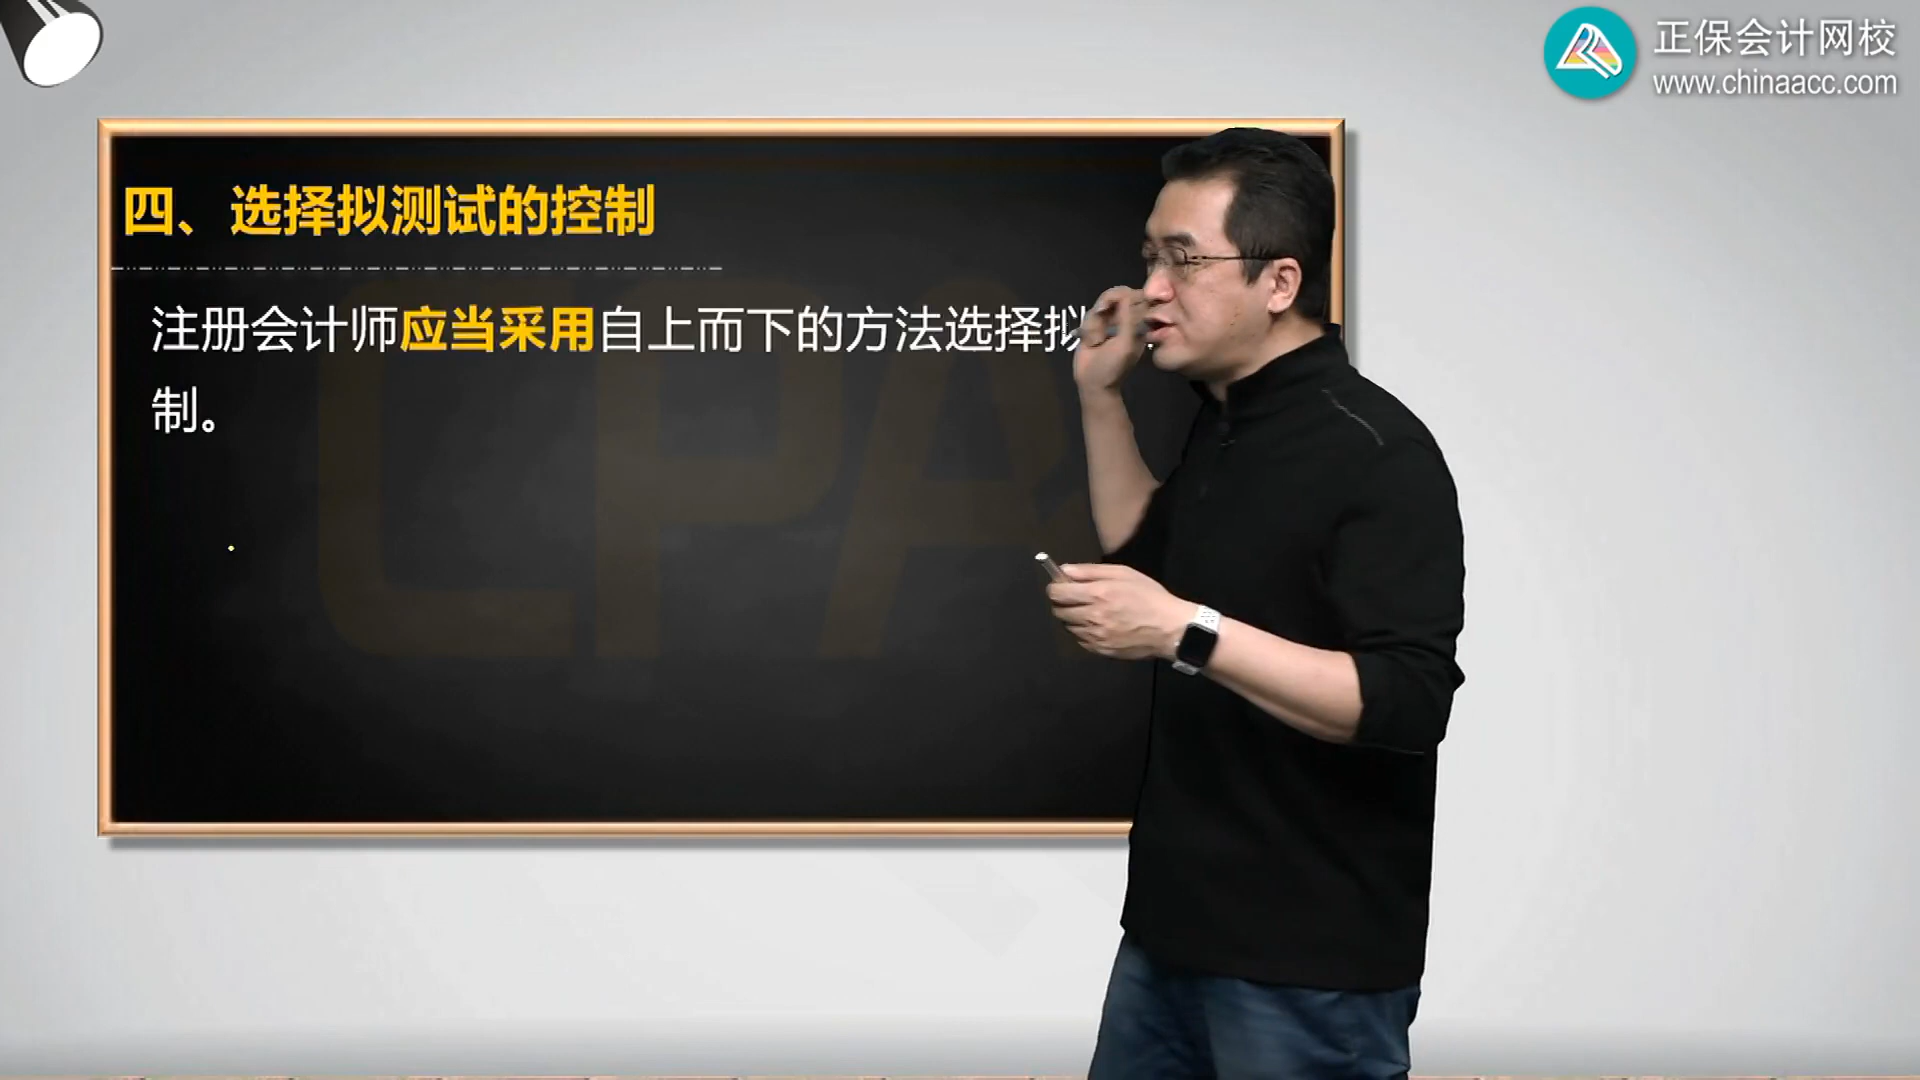 正保会计网校
www.chinaacc.com
四、选择拟测试的控制
注册会计师应当采用自上而下的方法选择拟
制。
CPA